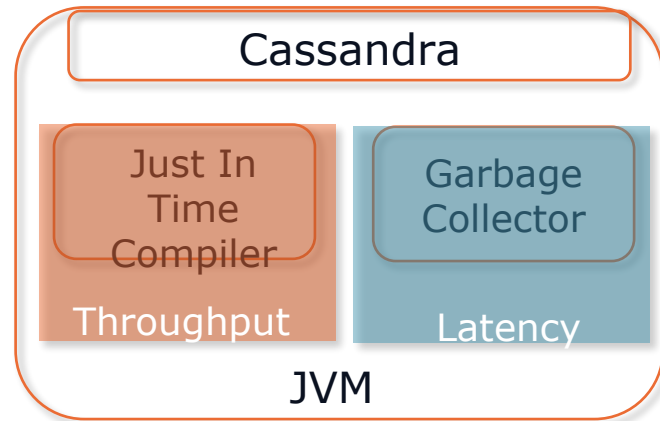 Cassandra
Just In
Time
Compiler
Garbage
Collector
Throughput
Latency
JVM